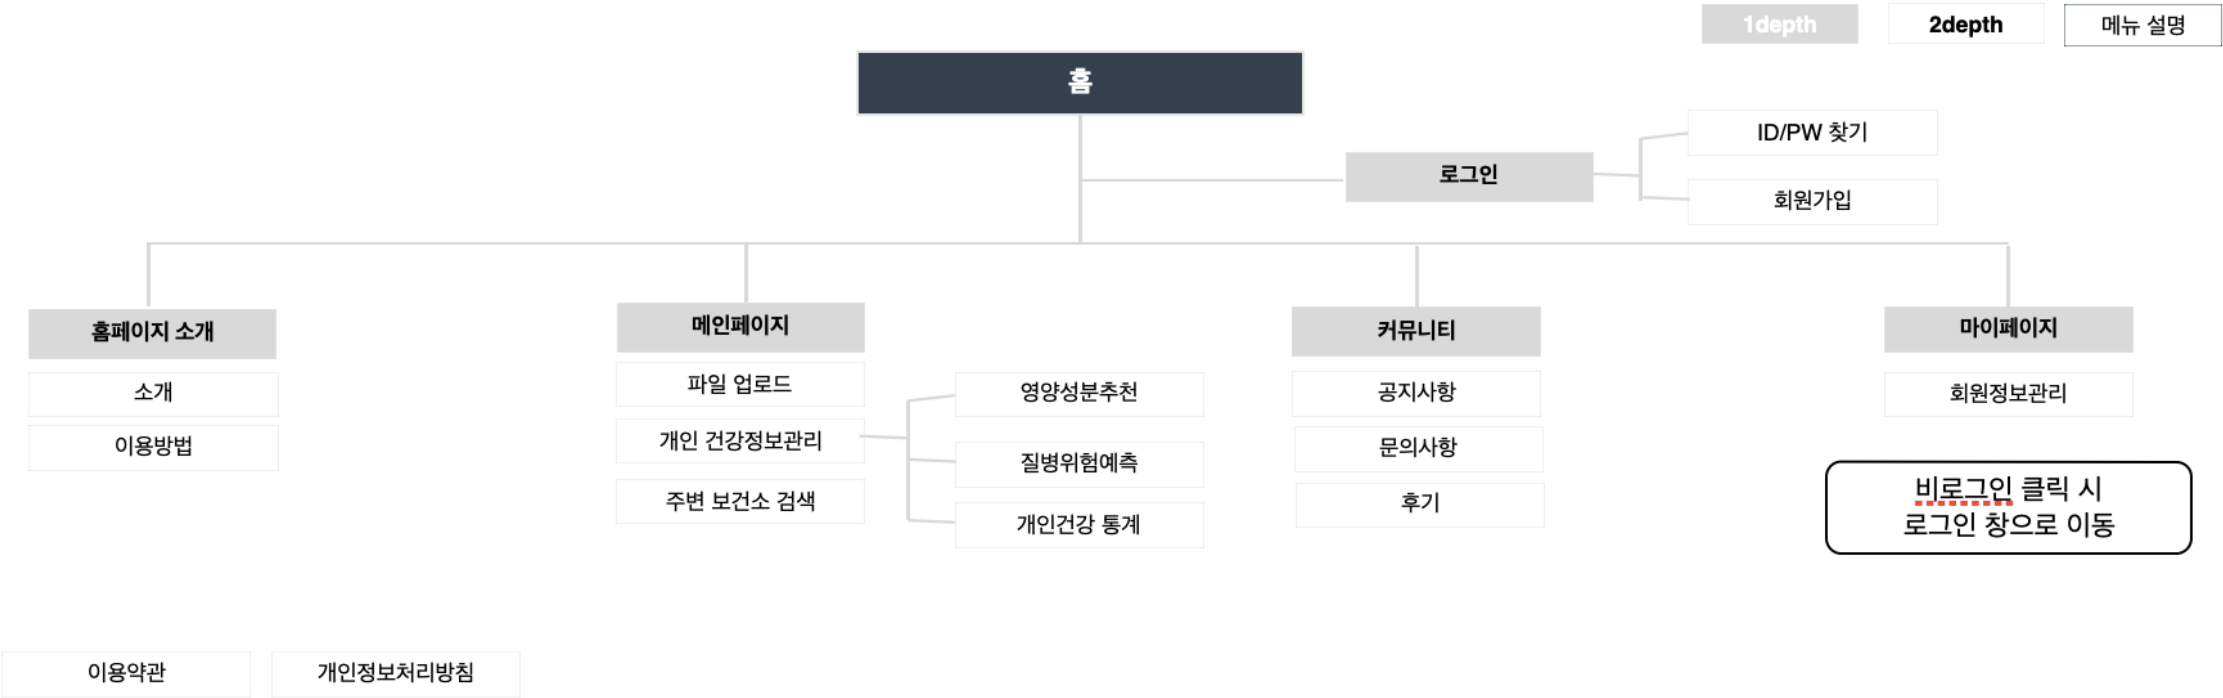 1depth
2depth
메뉴 설명
홈
로그인
ID/PW 찾기
회원가입
홈페이지 소개
소개
이용방법
메인페이지
파일 업로드
개인 건강정보관리
주변 보건소 검색
영양성분추천
질병위험예측
개인건강 통계
커뮤니티
공지사항
문의사항
후기
마이페이지
회원정보관리
비로그인 클릭 시
로그인 창으로 이동
이용약관
개인정보처리방침